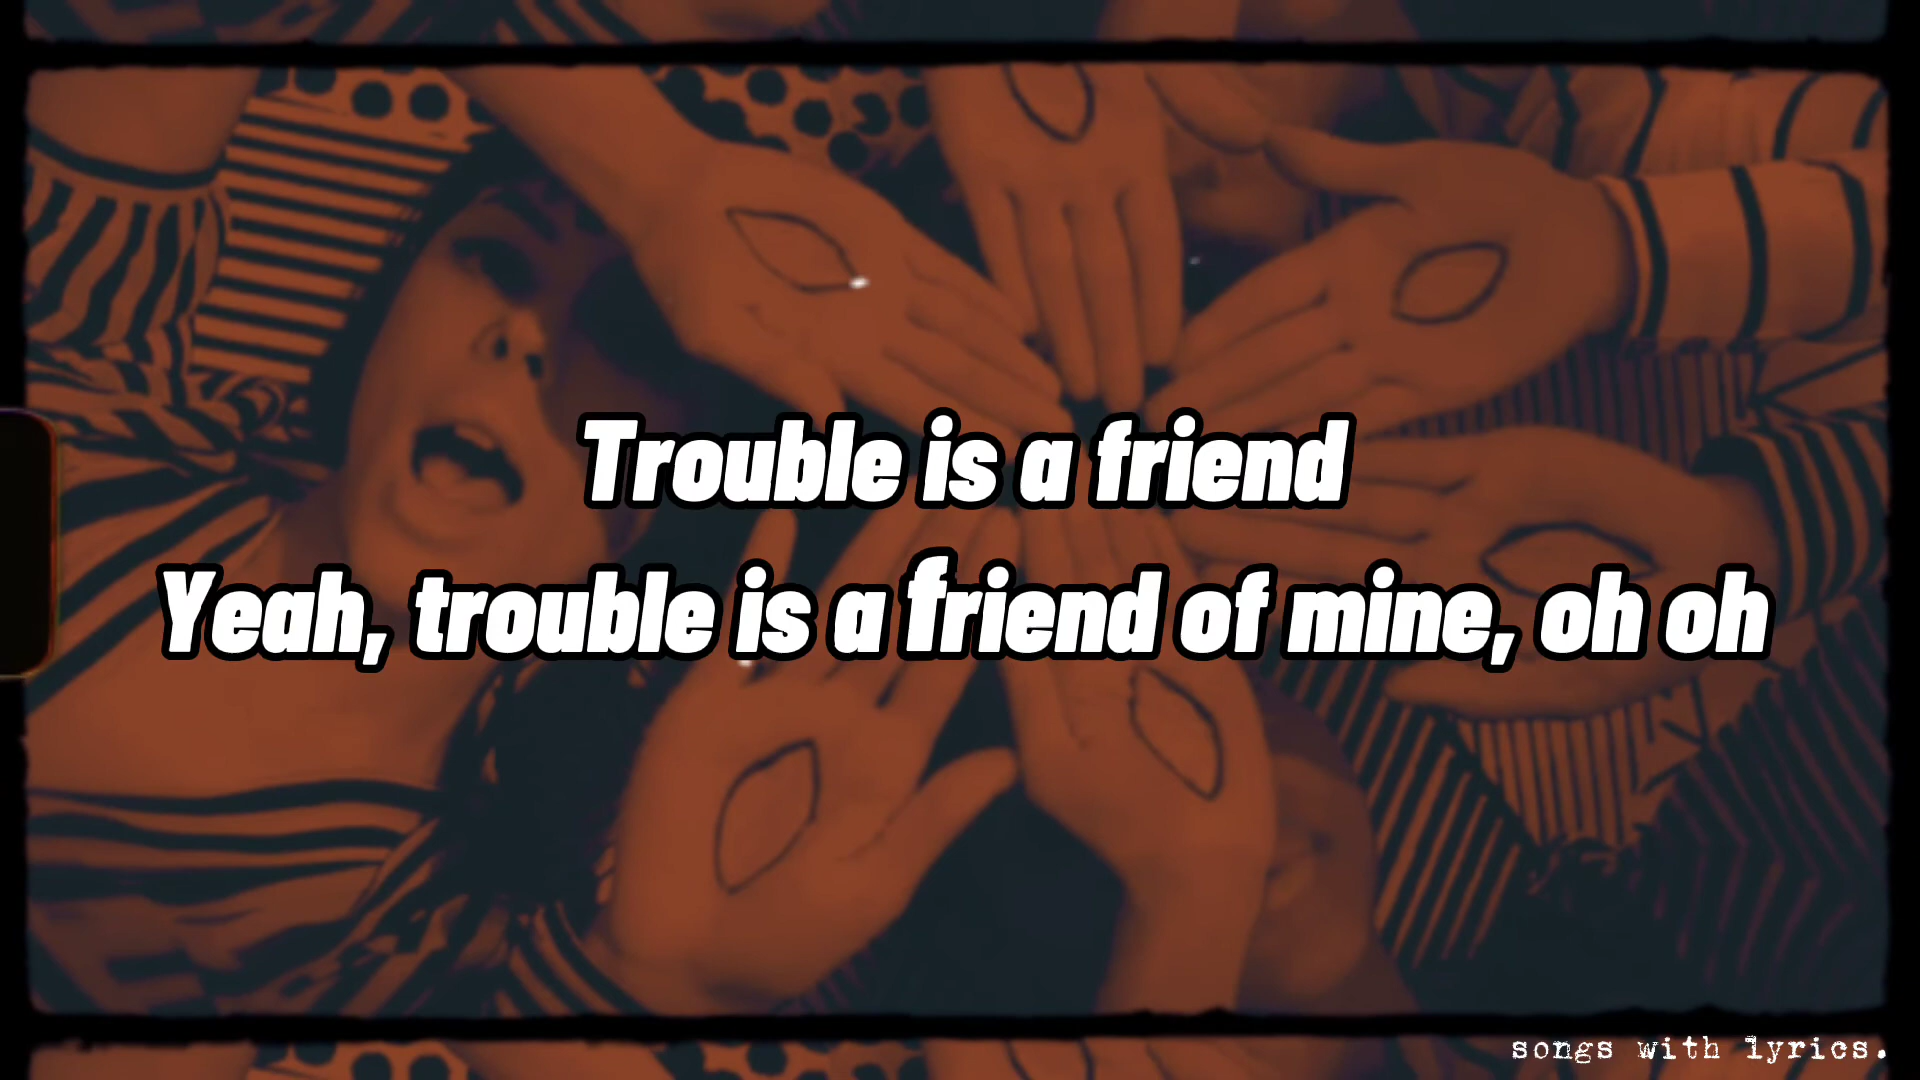 Trouble is a friend
Yeah, trouble is a friend of mine, oh oh
songs with lyrics.